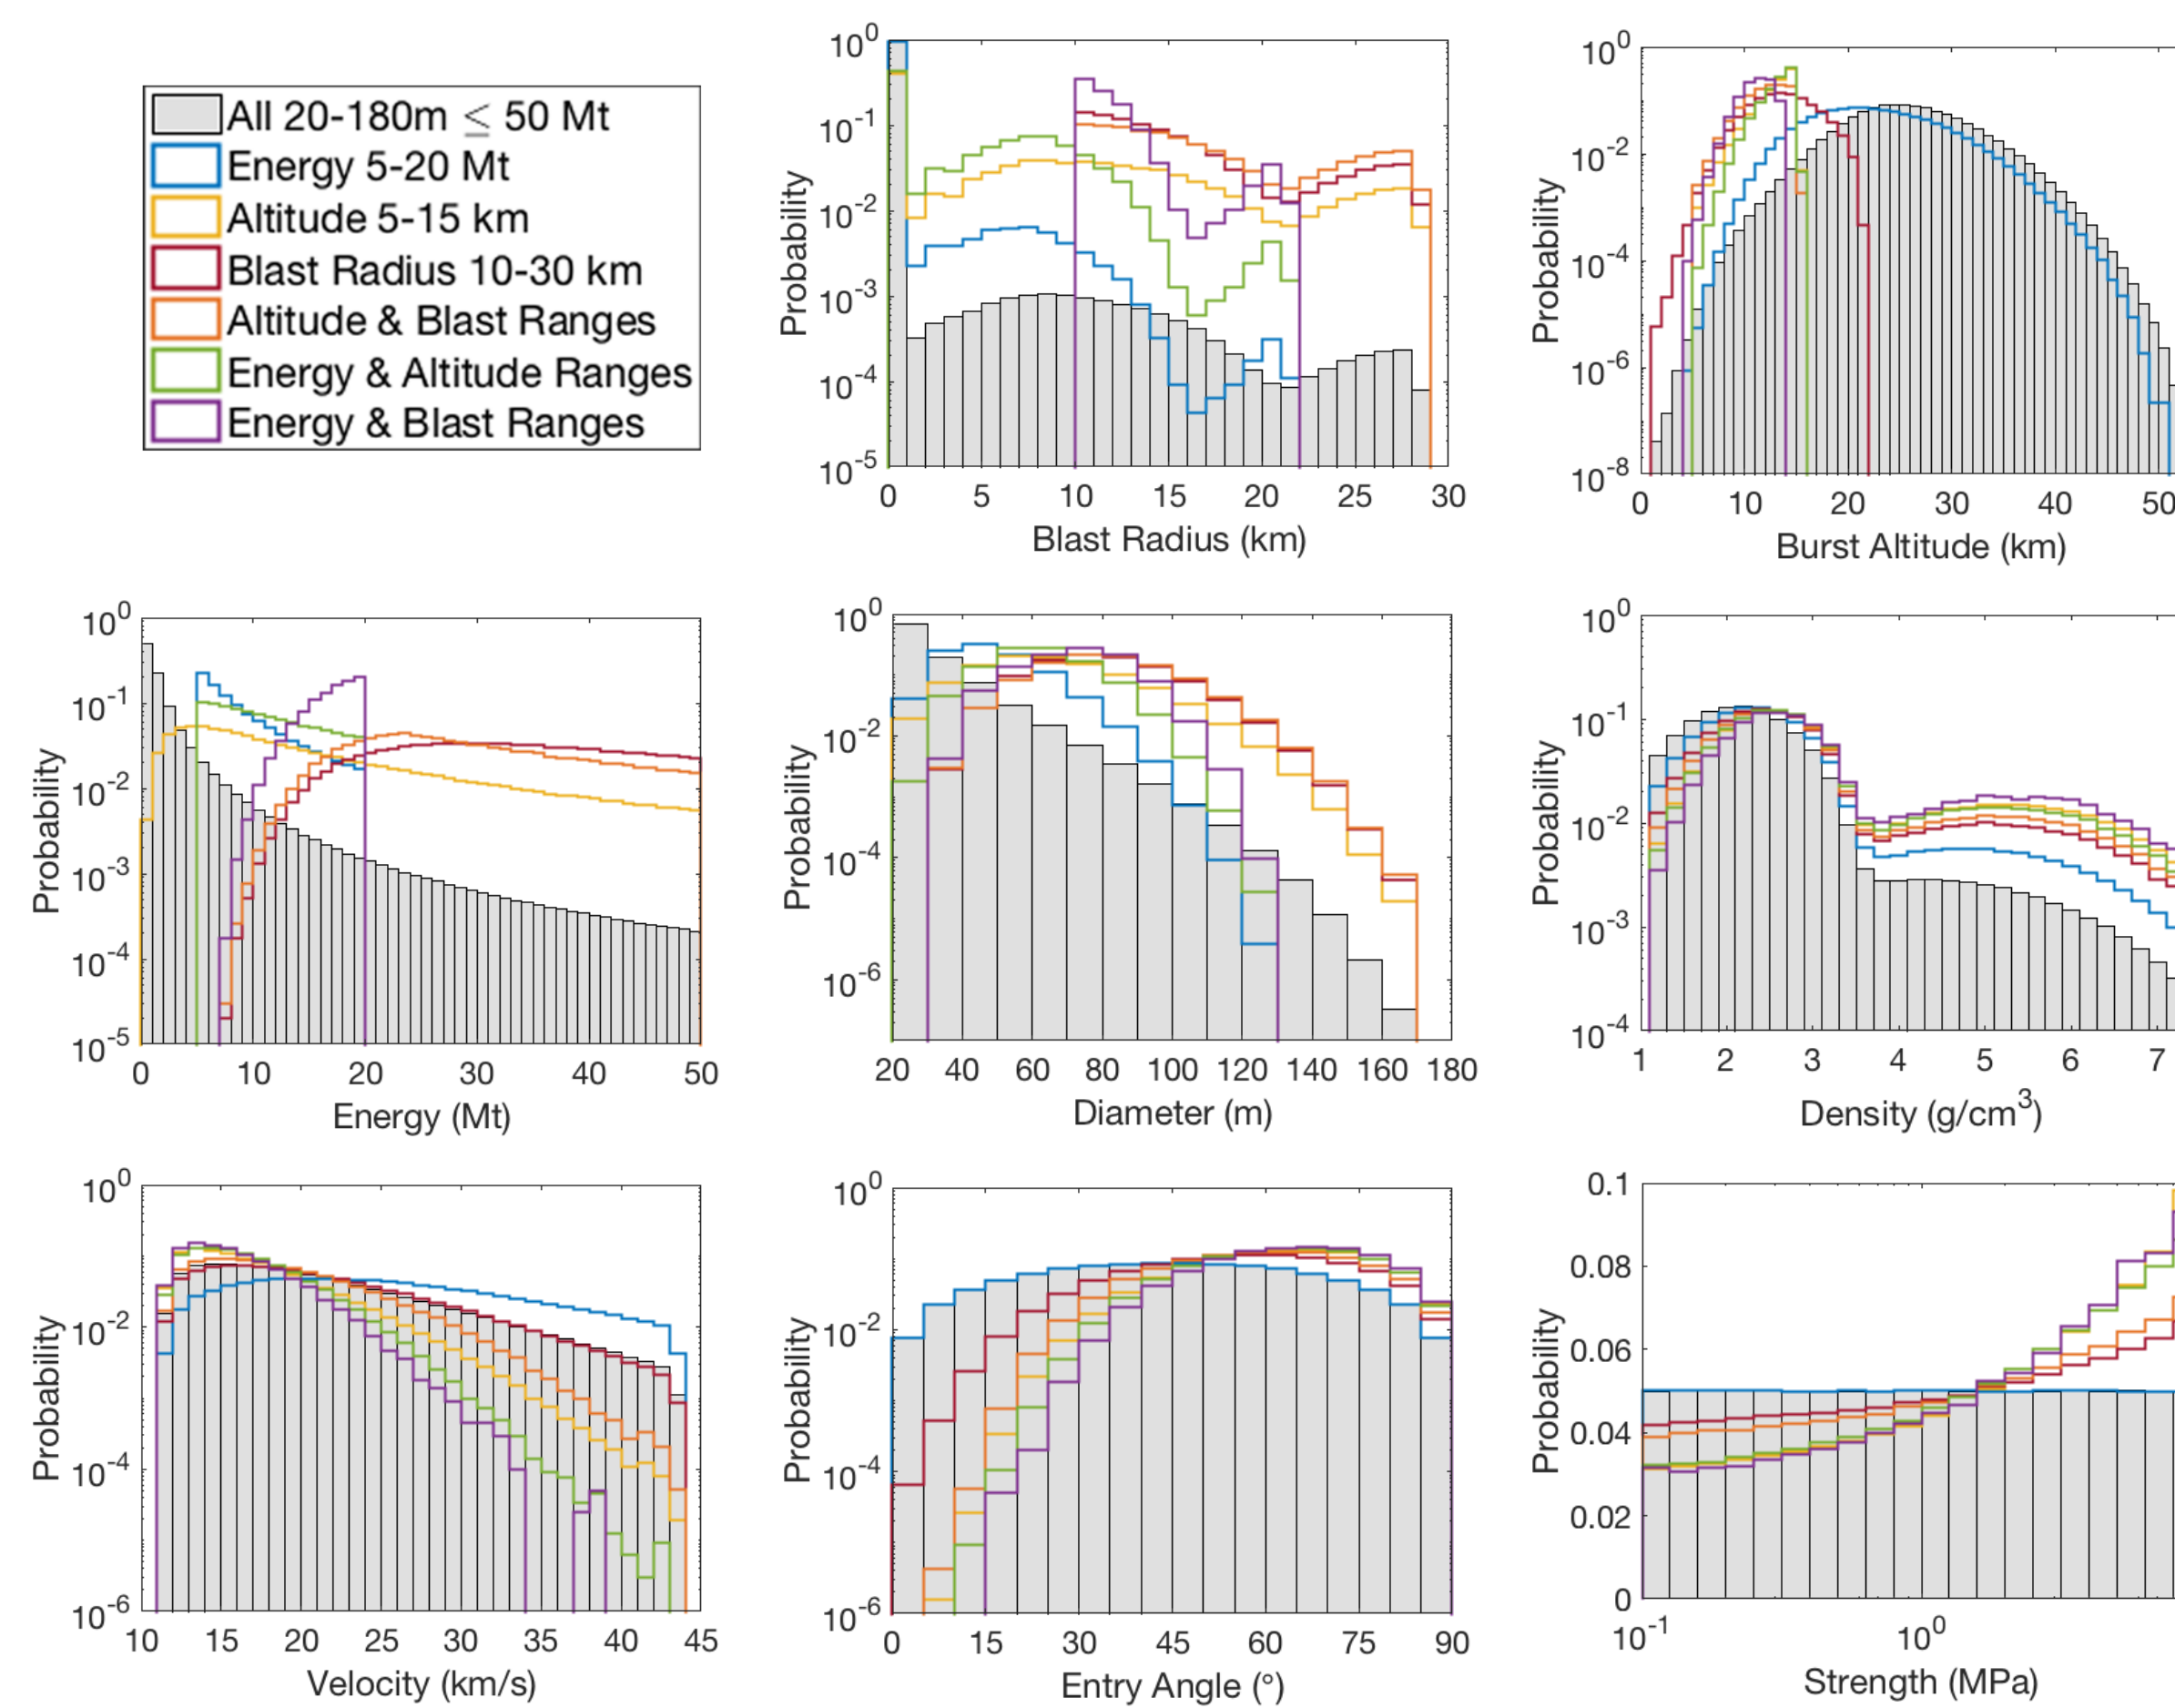 All 20-180m ≤ 50 Mt
Energy 5-20 Mt
Altitude 5-15 km
Blast Radius 10-30 km
Altitude & Blast Ranges
Energy & Altitude Ranges
Energy & Blast Ranges
Probability
10^0
10^-1
10^-2
10^-3
10^-4
10^-5
0 5 10 15 20 25 30
Blast Radius (km)
Probability
10^0
10^-2
10^-4
10^-6
10^-8
0 10 20 30 40 50
Burst Altitude (km)
Probability
10^0
10^-1
10^-2
10^-3
10^-4
10^-5
0 10 20 30 40 50
Energy (Mt)
Probability
10^0
10^-2
10^-4
10^-6
20 40 60 80 100 120 140 160 180
Diameter (m)
Probability
10^0
10^-1
10^-2
10^-3
10^-4
1 2 3 4 5 6 7
Density (g/cm^3)
Probability
10^0
10^-2
10^-4
10^-6
10 15 20 25 30 35 40 45
Velocity (km/s)
Probability
10^0
10^-2
10^-4
10^-6
0 15 30 45 60 75 90
Entry Angle (°)
Probability
0.1
0.08
0.06
0.04
0.02
0
10^-1 10^0
Strength (MPa)